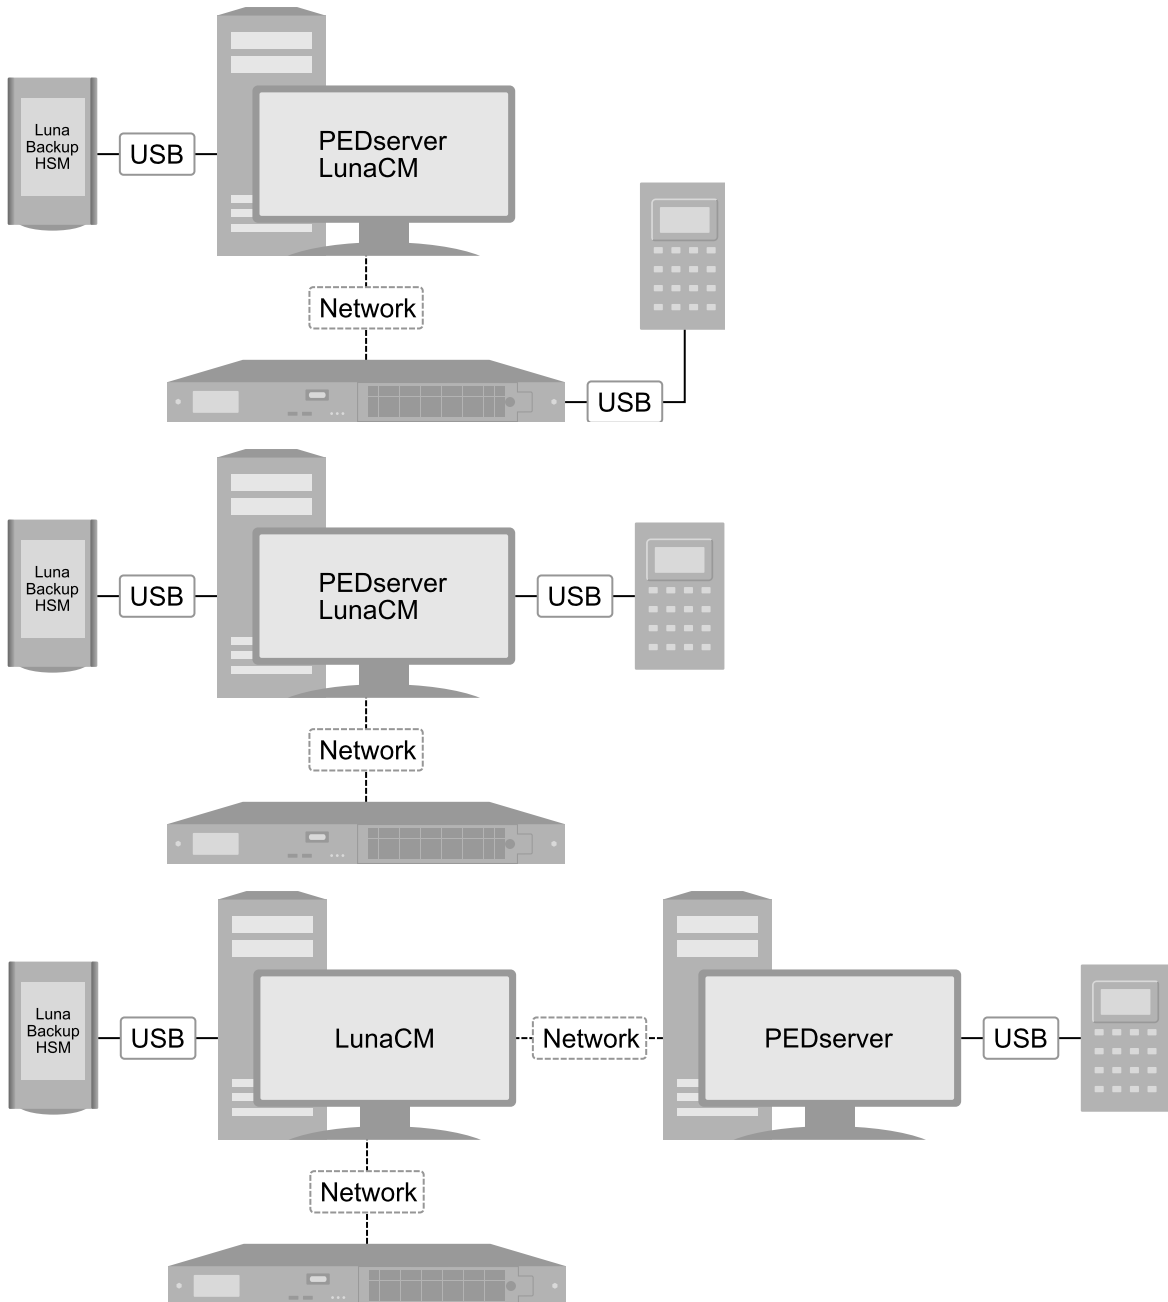 Luna
Backup
HSM
USB
PEDserver
LunaCM
Network
USB
Luna
Backup
HSM
USB
PEDserver
LunaCM
USB
Network
Luna
Backup
HSM
USB
LunaCM
Network
PEDserver
USB
Network